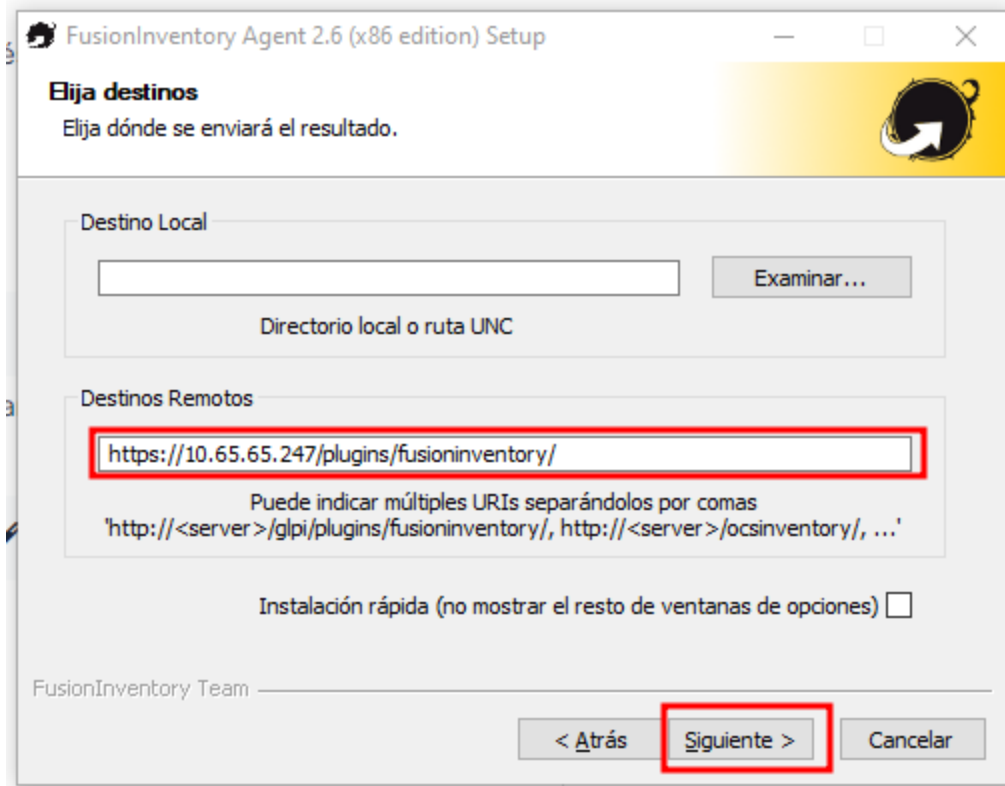 FusionInventory Agent 2.6 (x86 edition) Setup
Elija destinos
Elija dónde se enviará el resultado.
Destino Local
Examinar...
Directorio local o ruta UNC
Destinos Remotos
https://10.65.65.247/plugins/fusioninventory/
Puede indicar múltiples URIs separándolos por comas
'http://<server>/glpi/plugins/fusioninventory/, http://<server>/ocsinventory/, ...'
Instalación rápida (no mostrar el resto de ventanas de opciones)
FusionInventory Team
< Atrás Siguiente > Cancelar